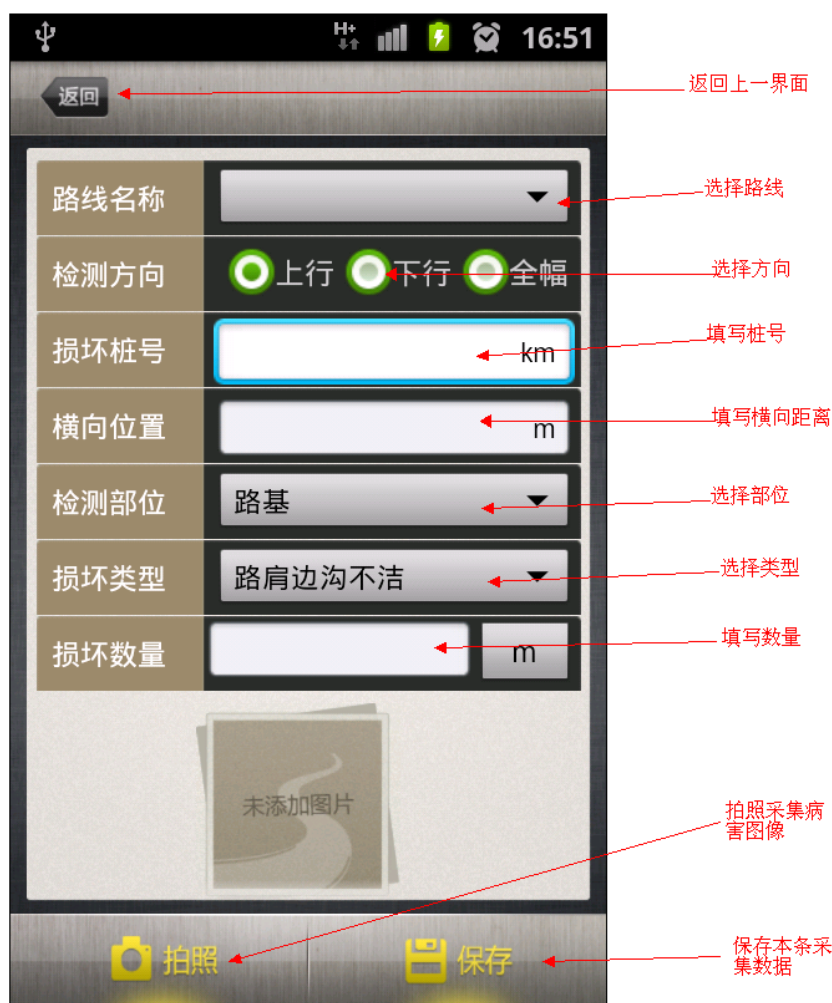 H+ 16:51
返回 返回上一界面
路线名称 选择路线
检测方向 上行 下行 全幅 选择方向
损坏桩号 km 填写桩号
横向位置 m 填写横向距离
检测部位 路基 选择部位
损坏类型 路肩边沟不洁 选择类型
损坏数量 m 填写数量
未添加图片
拍照采集病
害图像
拍照 保存 保存本条采
集数据